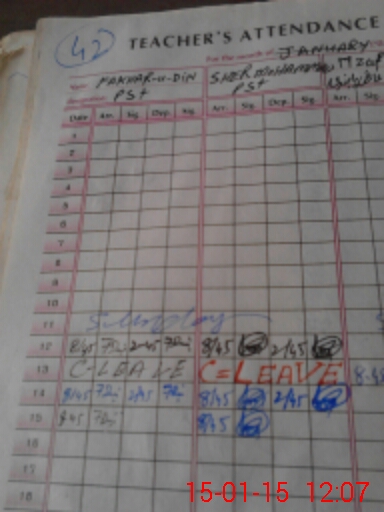 42
TEACHER'S ATTENDANCE
For the month of JANUARY
Name FAKHAR-U-DIN SHER MOHAMMAD
PST PST
Date Arr. Sig. Dep. Sig. Arr. Sig. Dep. Sig. Arr. Sig.
1
2
3
4
5
6
7
8
9
10
11 Sunday
12 8/45 2/45 8/45 2/45
13 C-LEAVE C=LEAVE
14 8/45 2/45 8/45 2/45
15 8/45 8/45
16
17
18
15-01-15 12:07